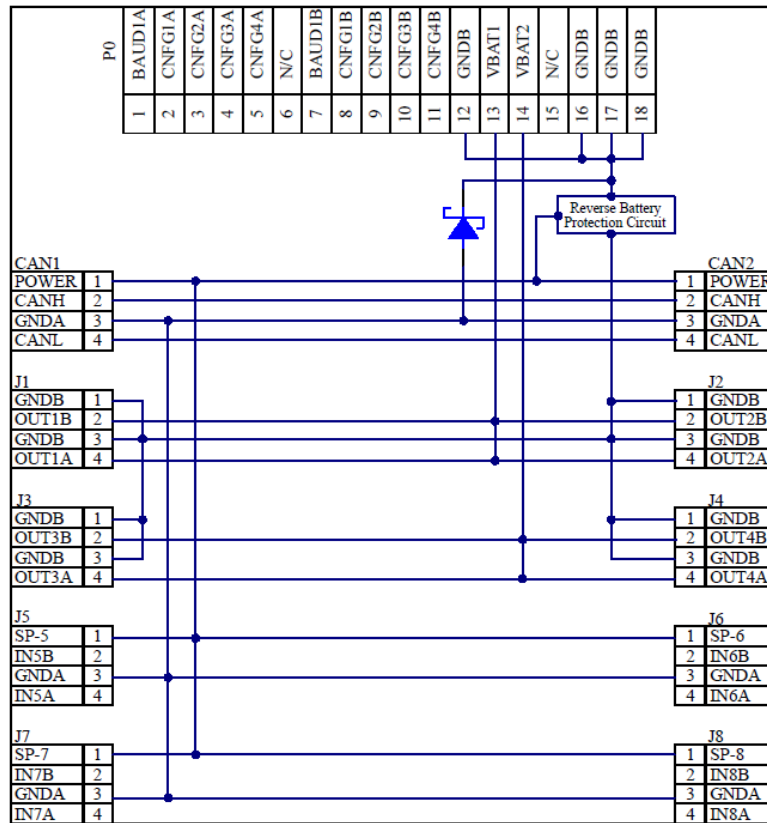 P0
BAUD1A
CNFG1A
CNFG2A
CNFG3A
CNFG4A
N/C
BAUD1B
CNFG1B
CNFG2B
CNFG3B
CNFG4B
GNDB
VBAT1
VBAT2
N/C
GNDB
GNDB
GNDB
1 2 3 4 5 6 7 8 9 10 11 12 13 14 15 16 17 18
Reverse Battery
Protection Circuit
CAN1
POWER 1
CANH 2
GNDA 3
CANL 4
CAN2
1 POWER
2 CANH
3 GNDA
4 CANL
J1
GNDB 1
OUT1B 2
GNDB 3
OUT1A 4
J2
1 GNDB
2 OUT2B
3 GNDB
4 OUT2A
J3
GNDB 1
OUT3B 2
GNDB 3
OUT3A 4
J4
1 GNDB
2 OUT4B
3 GNDB
4 OUT4A
J5
SP-5 1
IN5B 2
GNDA 3
IN5A 4
J6
1 SP-6
2 IN6B
3 GNDA
4 IN6A
J7
SP-7 1
IN7B 2
GNDA 3
IN7A 4
J8
1 SP-8
2 IN8B
3 GNDA
4 IN8A